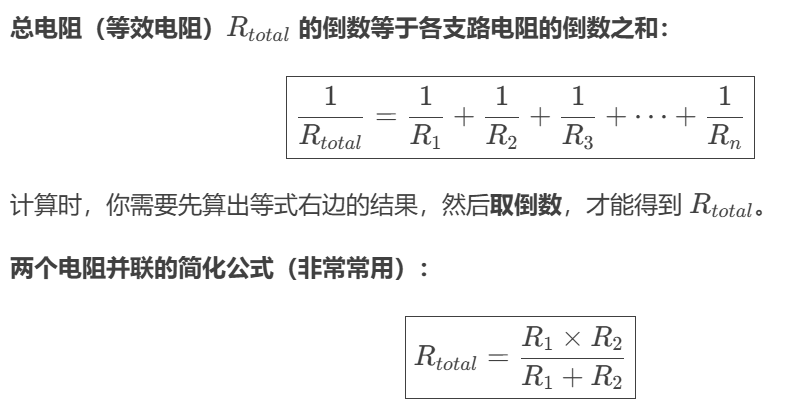 总电阻（等效电阻）R_{total} 的倒数等于各支路电阻的倒数之和：
\frac{1}{R_{total}} = \frac{1}{R_1} + \frac{1}{R_2} + \frac{1}{R_3} + \cdots + \frac{1}{R_n}
计算时，你需要先算出等式右边的结果，然后取倒数，才能得到 R_{total}。
两个电阻并联的简化公式（非常常用）：
R_{total} = \frac{R_1 \times R_2}{R_1 + R_2}